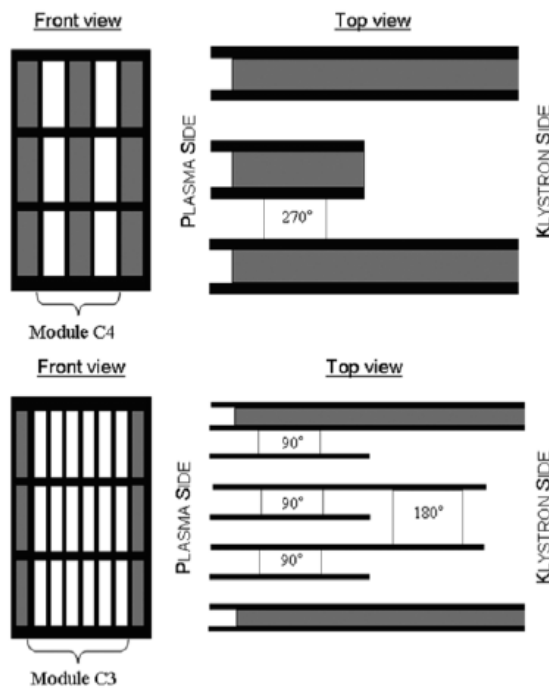 Front view
Top view
PLASMA SIDE
KLYSTRON SIDE
270°
Module C4
Front view
Top view
PLASMA SIDE
KLYSTRON SIDE
90°
90°
180°
90°
Module C3